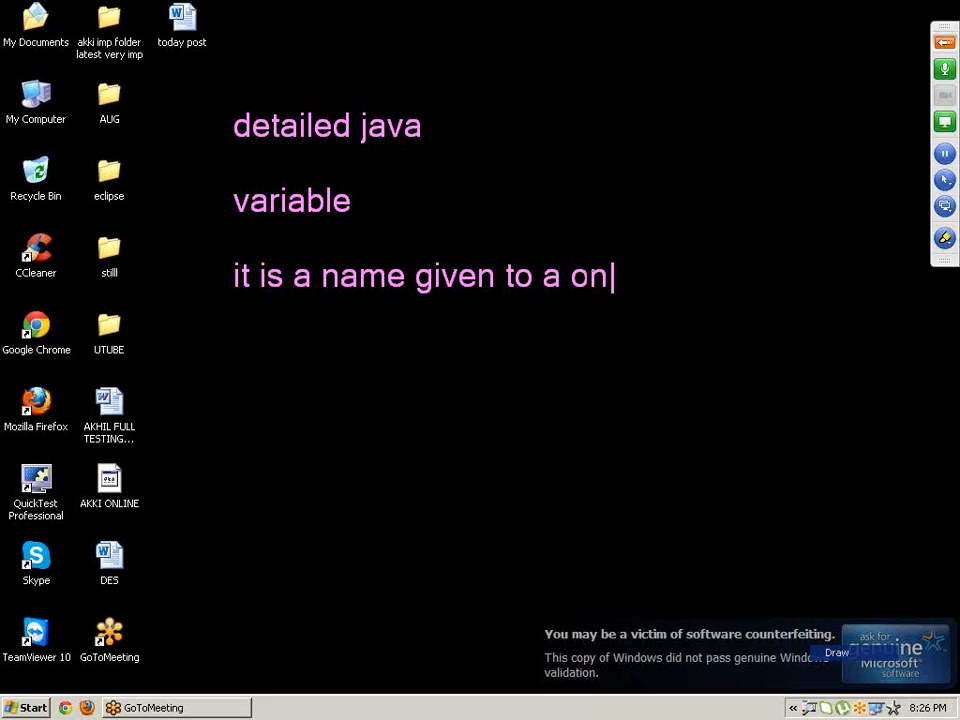 My Documents
akki imp folder
latest very imp
today post
My Computer
AUG
Recycle Bin
eclipse
CCleaner
stilll
Google Chrome
UTUBE
Mozilla Firefox
AKHIL FULL
TESTING...
QuickTest
Professional
AKKI ONLINE
Skype
DES
TeamViewer 10
GoToMeeting
detailed java
variable
it is a name given to a on
You may be a victim of software counterfeiting.
This copy of Windows did not pass genuine Windows
validation.
Draw
ask for
genuine
Microsoft
software
Start
GoToMeeting
8:26 PM